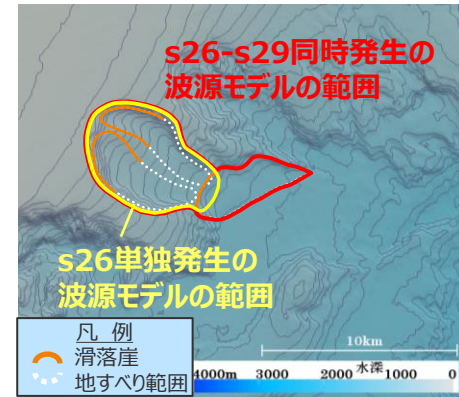 s26-s29同時発生の
波源モデルの範囲
s26単独発生の
波源モデルの範囲
凡 例
滑落崖
地すべり範囲
10km
4000m 3000 2000 水深 1000 0